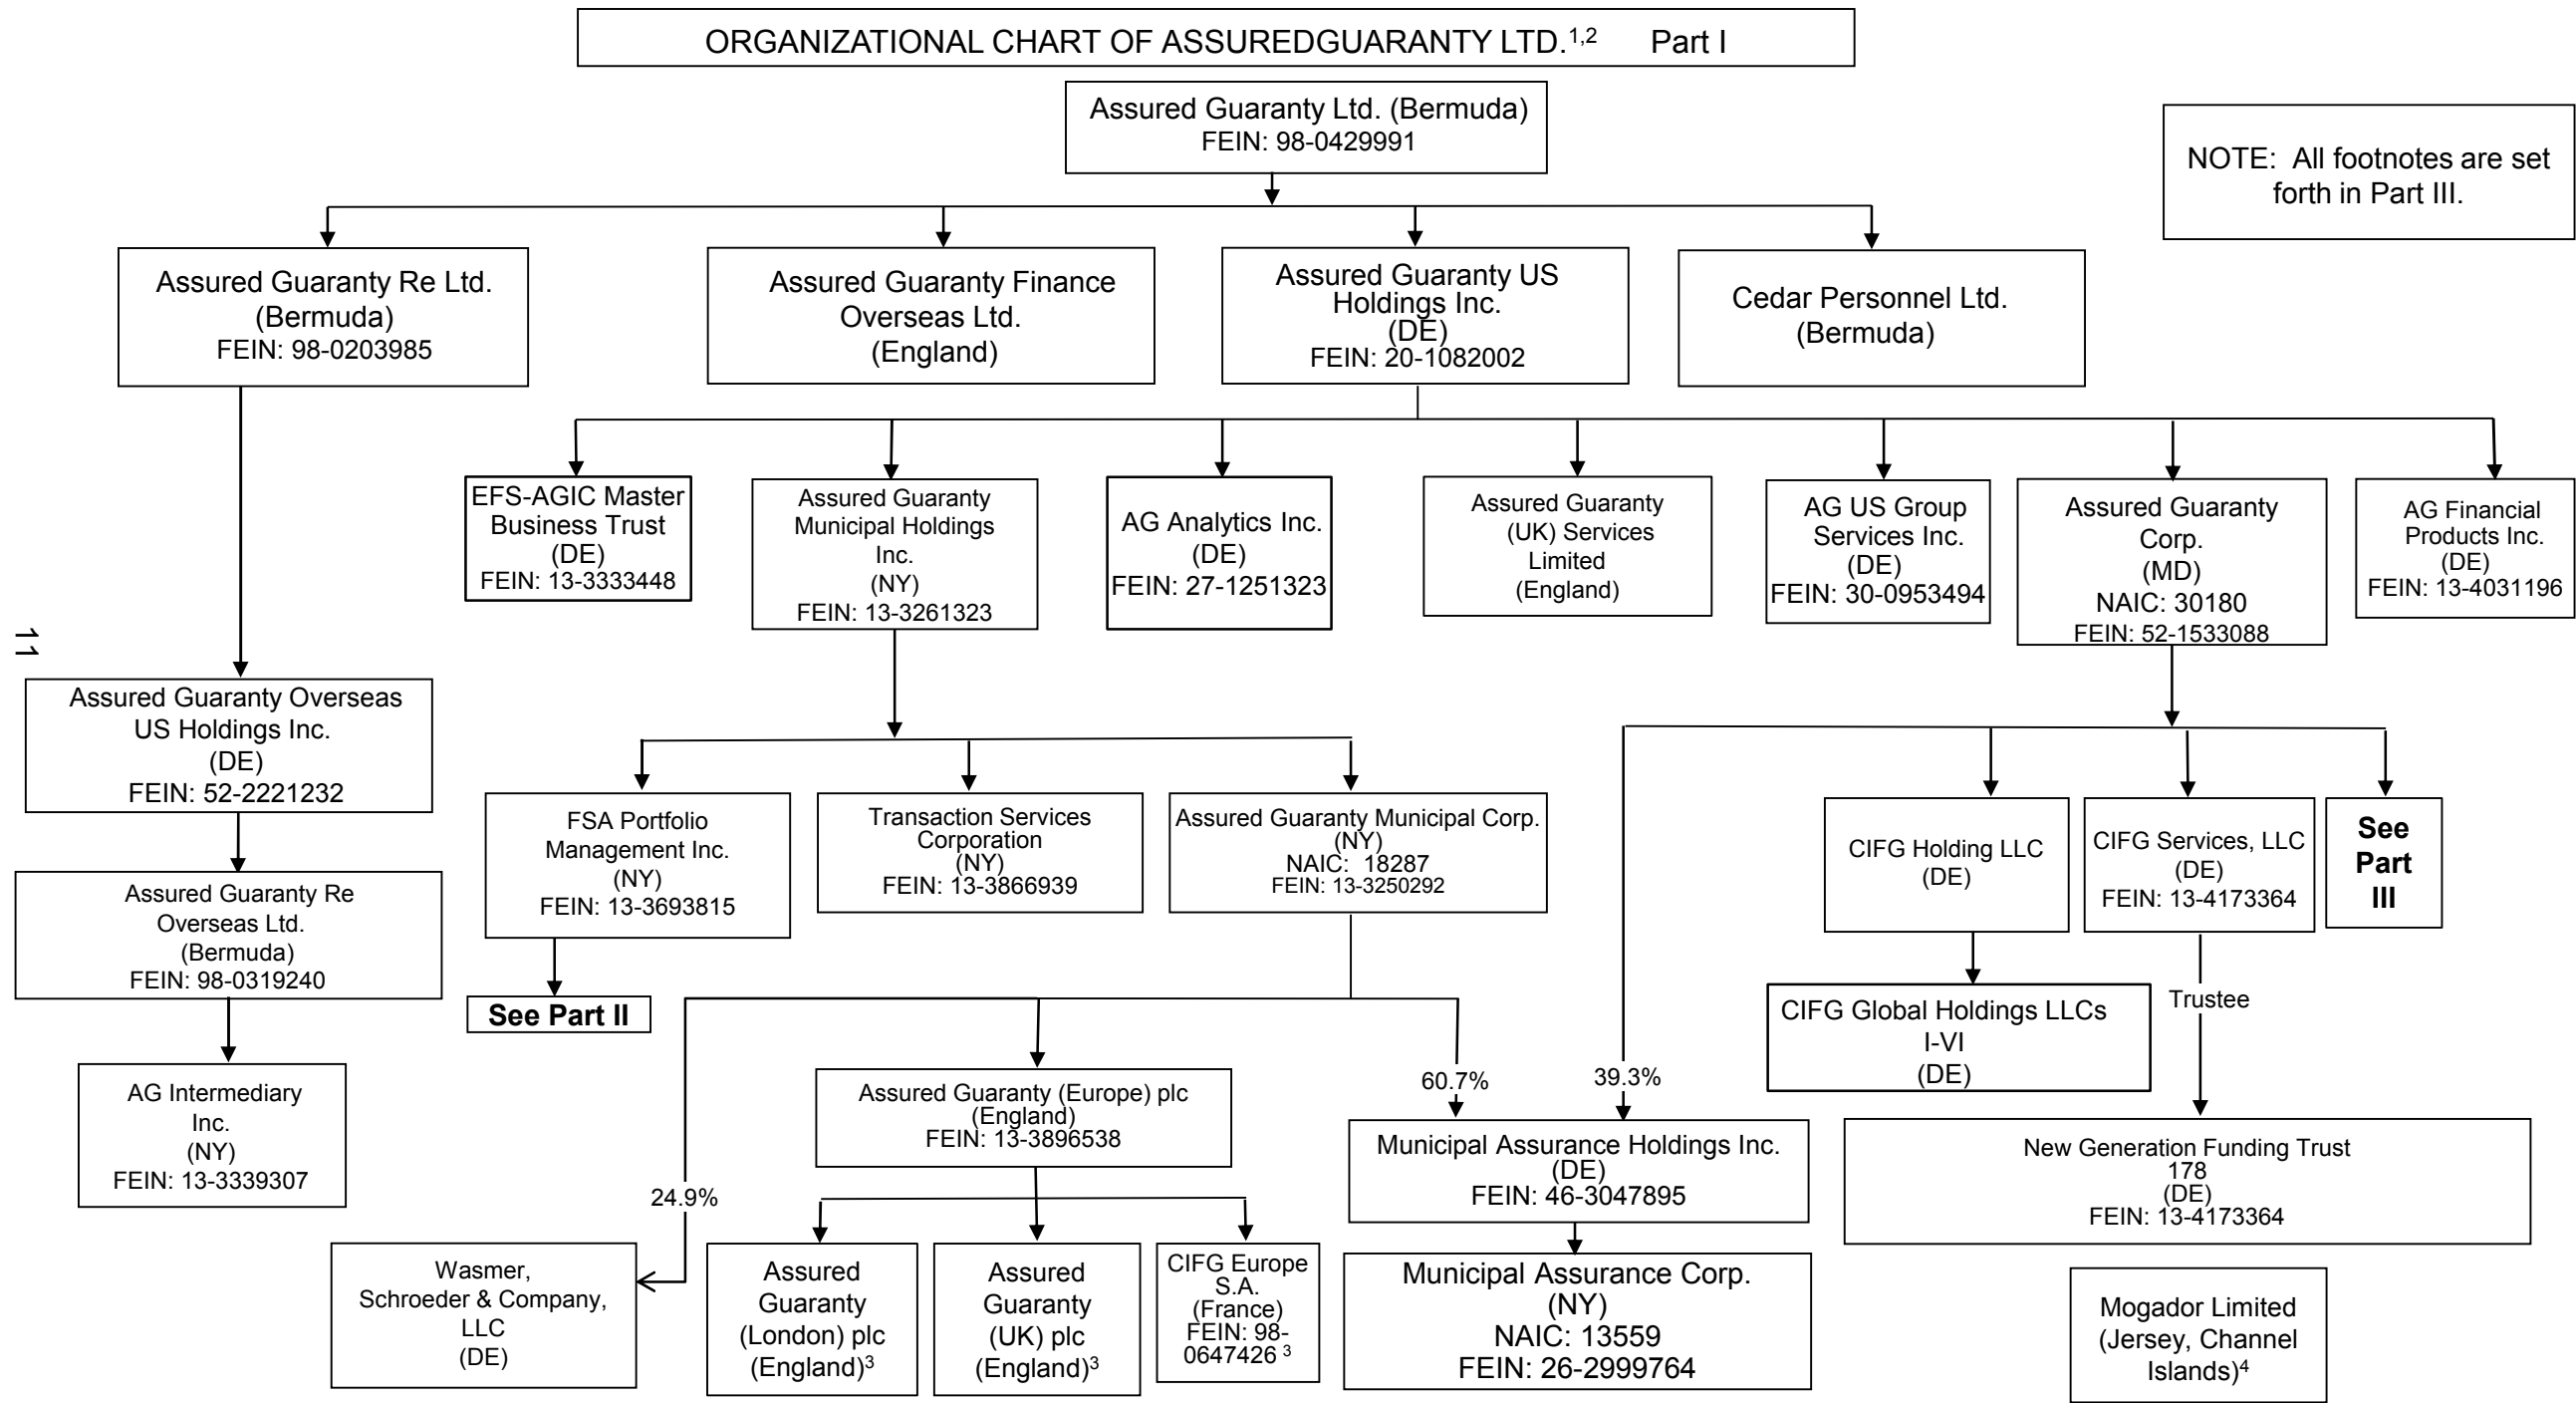 ORGANIZATIONAL CHART OF ASSUREDGUARANTY LTD.1,2 Part I
Assured Guaranty Ltd. (Bermuda)
FEIN: 98-0429991
NOTE: All footnotes are set
forth in Part III.
Assured Guaranty Re Ltd.
(Bermuda)
FEIN: 98-0203985
Assured Guaranty Finance
Overseas Ltd.
(England)
Assured Guaranty US
Holdings Inc.
(DE)
FEIN: 20-1082002
Cedar Personnel Ltd.
(Bermuda)
EFS-AGIC Master
Business Trust
(DE)
FEIN: 13-3333448
Assured Guaranty
Municipal Holdings
Inc.
(NY)
FEIN: 13-3261323
AG Analytics Inc.
(DE)
FEIN: 27-1251323
Assured Guaranty
(UK) Services
Limited
(England)
AG US Group
Services Inc.
(DE)
FEIN: 30-0953494
Assured Guaranty
Corp.
(MD)
NAIC: 30180
FEIN: 52-1533088
AG Financial
Products Inc.
(DE)
FEIN: 13-4031196
11
Assured Guaranty Overseas
US Holdings Inc.
(DE)
FEIN: 52-2221232
FSA Portfolio
Management Inc.
(NY)
FEIN: 13-3693815
Transaction Services
Corporation
(NY)
FEIN: 13-3866939
Assured Guaranty Municipal Corp.
(NY)
NAIC: 18287
FEIN: 13-3250292
CIFG Holding LLC
(DE)
CIFG Services, LLC
(DE)
FEIN: 13-4173364
See
Part
III
Assured Guaranty Re
Overseas Ltd.
(Bermuda)
FEIN: 98-0319240
See Part II
CIFG Global Holdings LLCs
I-VI
(DE)
Trustee
AG Intermediary
Inc.
(NY)
FEIN: 13-3339307
Assured Guaranty (Europe) plc
(England)
FEIN: 13-3896538
60.7%
39.3%
Municipal Assurance Holdings Inc.
(DE)
FEIN: 46-3047895
New Generation Funding Trust
178
(DE)
FEIN: 13-4173364
24.9%
Wasmer,
Schroeder & Company,
LLC
(DE)
Assured
Guaranty
(London) plc
(England)3
Assured
Guaranty
(UK) plc
(England)3
CIFG Europe
S.A.
(France)
FEIN: 98-
0647426 3
Municipal Assurance Corp.
(NY)
NAIC: 13559
FEIN: 26-2999764
Mogador Limited
(Jersey, Channel
Islands)4